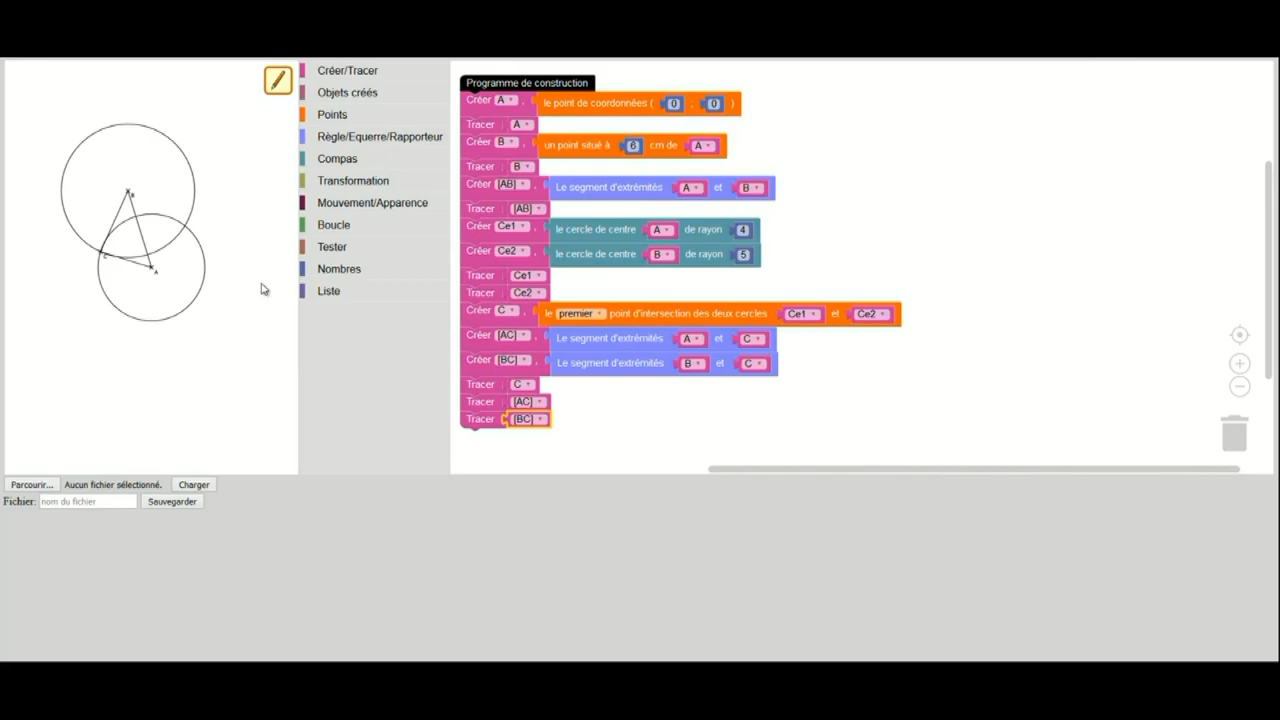 B
C
A
Créer/Tracer
Objets créés
Points
Règle/Equerre/Rapporteur
Compas
Transformation
Mouvement/Apparence
Boucle
Tester
Nombres
Liste
Programme de construction
Créer A , le point de coordonnées ( 0 ; 0 )
Tracer A
Créer B , un point situé à 6 cm de A
Tracer B
Créer [AB] , Le segment d'extrémités A et B
Tracer [AB]
Créer Ce1 , le cercle de centre A de rayon 4
Créer Ce2 , le cercle de centre B de rayon 5
Tracer Ce1
Tracer Ce2
Créer C , le premier point d'intersection des deux cercles Ce1 et Ce2
Créer [AC] , Le segment d'extrémités A et C
Créer [BC] , Le segment d'extrémités B et C
Tracer C
Tracer [AC]
Tracer [BC]
Parcourir... Aucun fichier sélectionné. Charger
Fichier: nom du fichier Sauvegarder